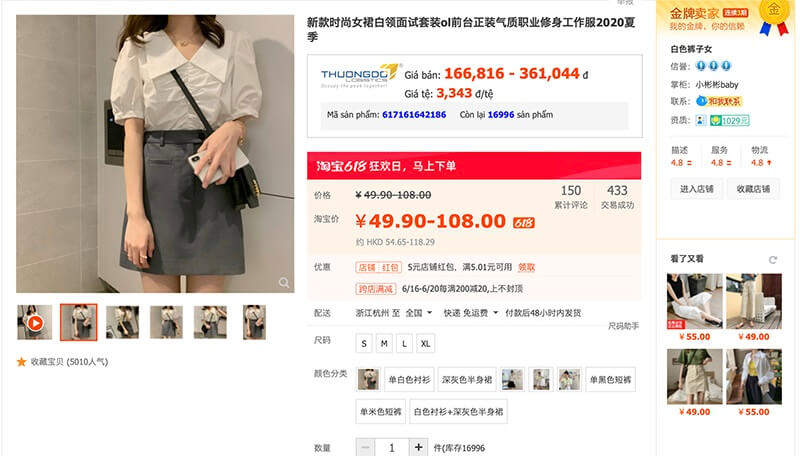 举报
新款时尚女裙白领面试套装ol前台正装气质职业修身工作服2020夏
季
THUONGDO
LOGISTICS
Occupy the peak together!
Giá bán: 166,816 - 361,044 đ
Giá tệ: 3,343 đ/tệ
Mã sản phẩm: 617161642186 Còn lại 16996 sản phẩm
淘宝618 狂欢日，马上下单
价格 ¥ 49.90-108.00
淘宝价 ¥ 49.90-108.00 618
约 HKD 54.65-118.29
150
累计评论
433
交易成功
优惠 店铺 红包 5元店铺红包，满5.01元可用 领取
跨店满减 6/16-6/20每满200减20,上不封顶
配送 浙江杭州 至 全国 快递 免运费 付款后48小时内发货
尺码助手
尺码 S M L XL
颜色分类 单白色衬衫 深灰色半身裙 单黑色短裤
单米色短裤 白色衬衫+深灰色半身裙
数量 − 1 + 件(库存16996
收藏宝贝 (5010人气)
金牌卖家 连续3期
我的金牌，你的信赖
金
白色裤子女
信誉：
掌柜： 小彬彬baby
联系： 和我联系
资质： 1029元
描述 服务 物流
4.8 = 4.8 = 4.8
进入店铺 收藏店铺
看了又看
¥ 55.00 ¥ 49.00
¥ 49.00 ¥ 55.00